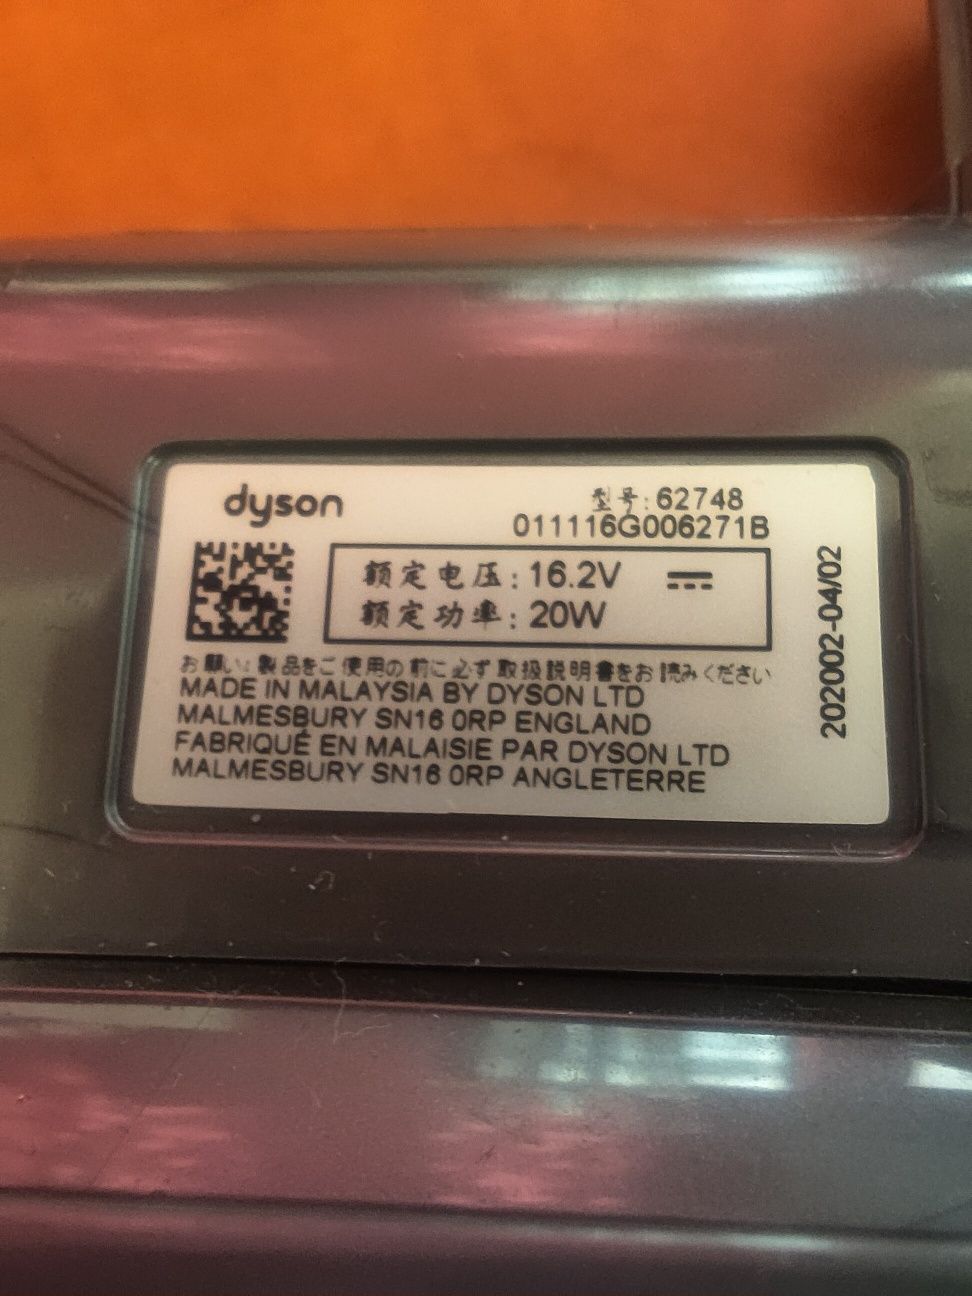 dyson
型号: 62748
011116G006271B
额定电压: 16.2V
额定功率: 20W
お願い: 製品をご使用の前に必ず取扱説明書をお読みください
MADE IN MALAYSIA BY DYSON LTD
MALMESBURY SN16 0RP ENGLAND
FABRIQUÉ EN MALAISIE PAR DYSON LTD
MALMESBURY SN16 0RP ANGLETERRE
202002-04/02